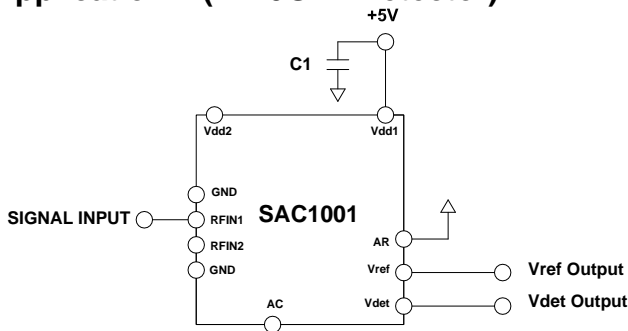 +5V
C1
Vdd2
Vdd1
GND
SIGNAL INPUT
RFIN1
SAC1001
RFIN2
AR
GND
Vref
Vref Output
AC
Vdet
Vdet Output